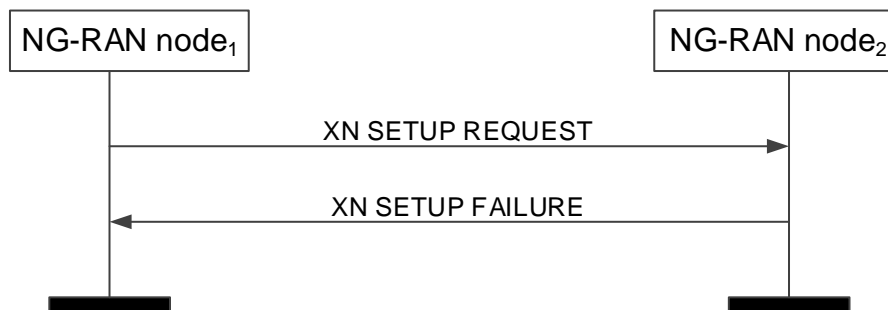 NG-RAN node₁
NG-RAN node₂
XN SETUP REQUEST
XN SETUP FAILURE